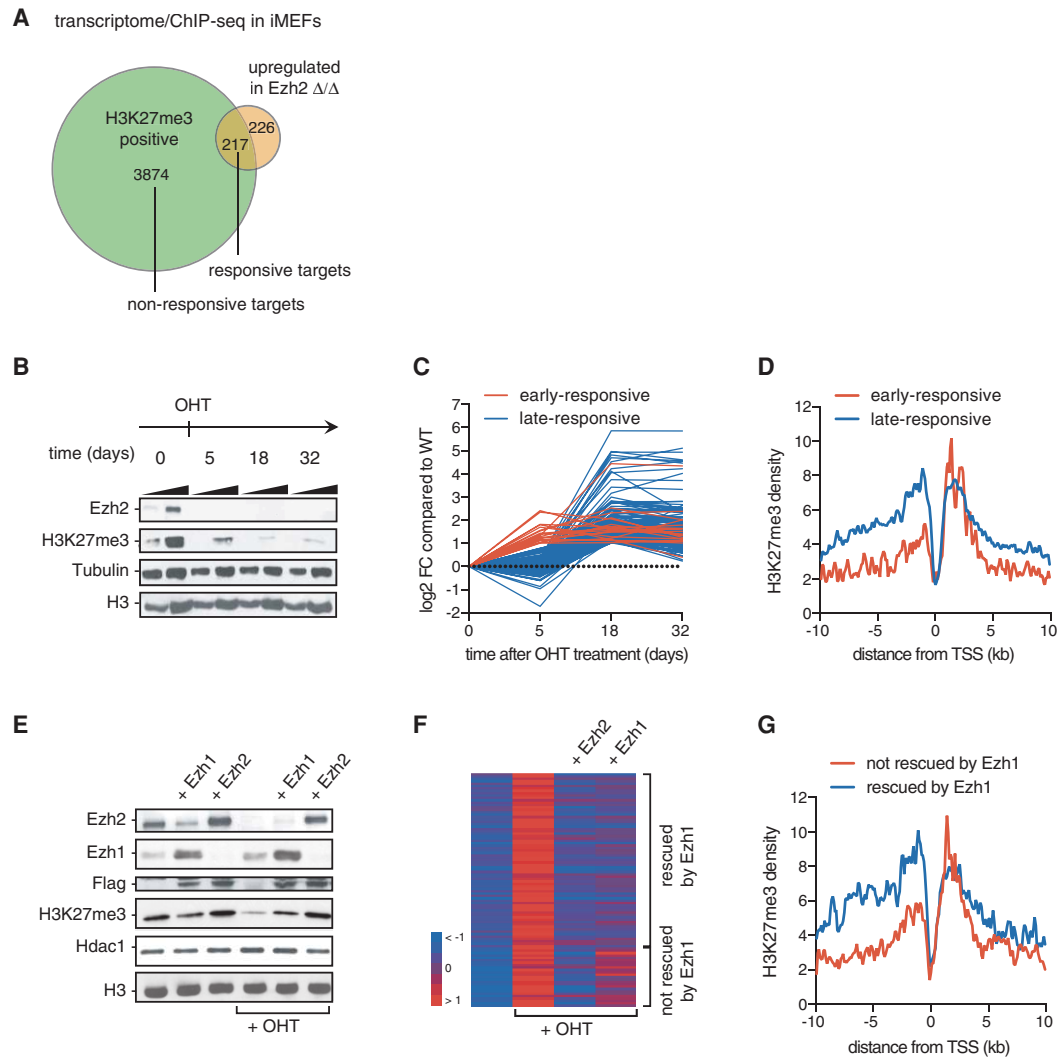 A
transcriptome/ChIP-seq in iMEFs
upregulated
in Ezh2 Δ/Δ
H3K27me3
positive
226
217
3874
responsive targets
non-responsive targets
B
OHT
time (days) 0 5 18 32
Ezh2
H3K27me3
Tubulin
H3
C
early-responsive
late-responsive
log2 FC compared to WT
7
6
5
4
3
2
1
0
-1
-2
0 5 18 32
time after OHT treatment (days)
D
early-responsive
late-responsive
H3K27me3 density
12
10
8
6
4
2
0
-10 -5 0 5 10
distance from TSS (kb)
E
+ Ezh1 + Ezh2 + Ezh1 + Ezh2
Ezh2
Ezh1
Flag
H3K27me3
Hdac1
H3
+ OHT
F
+ Ezh2 + Ezh1
rescued
by Ezh1
not rescued
by Ezh1
< -1
0
> 1
+ OHT
G
not rescued by Ezh1
rescued by Ezh1
H3K27me3 density
12
10
8
6
4
2
0
-10 -5 0 5 10
distance from TSS (kb)